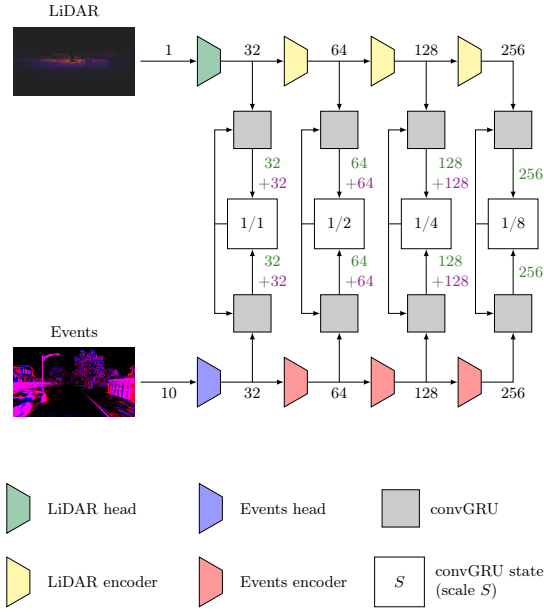 LiDAR
1 32 64 128 256
32 64 128
+32 +64 +128 256
1/1 1/2 1/4 1/8
32 64 128
+32 +64 +128 256
Events
10 32 64 128 256
LiDAR head Events head convGRU
LiDAR encoder Events encoder S convGRU state
(scale S)